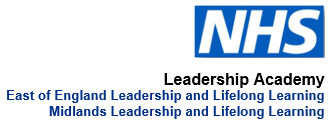 NHS
Leadership Academy
East of England Leadership and Lifelong Learning
Midlands Leadership and Lifelong Learning